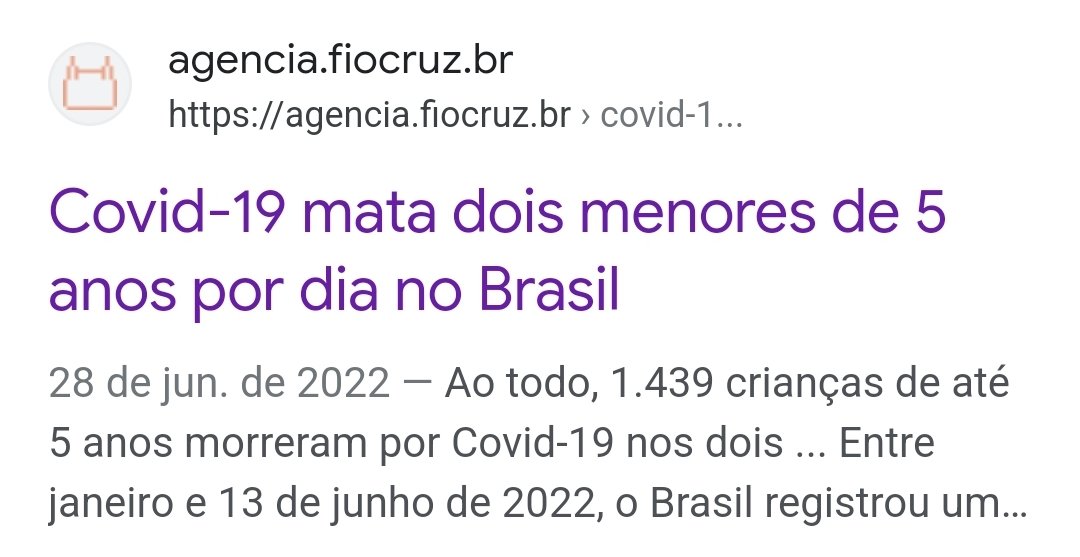 agencia.fiocruz.br
https://agencia.fiocruz.br › covid-1...
Covid-19 mata dois menores de 5
anos por dia no Brasil
28 de jun. de 2022 — Ao todo, 1.439 crianças de até
5 anos morreram por Covid-19 nos dois ... Entre
janeiro e 13 de junho de 2022, o Brasil registrou um...